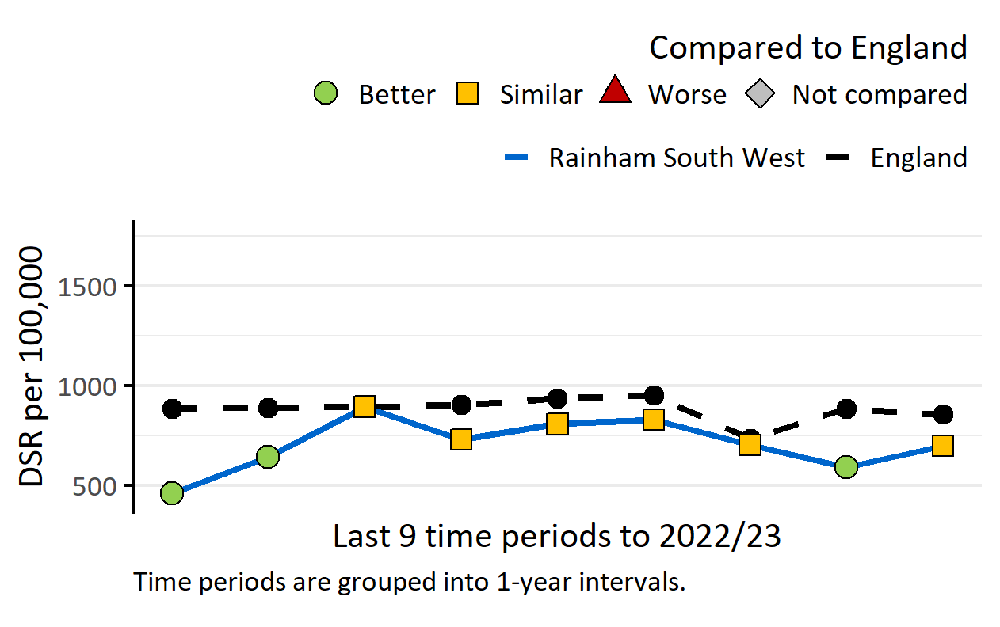 Compared to England
Better Similar Worse Not compared
Rainham South West England
DSR per 100,000
1500
1000
500
Last 9 time periods to 2022/23
Time periods are grouped into 1-year intervals.